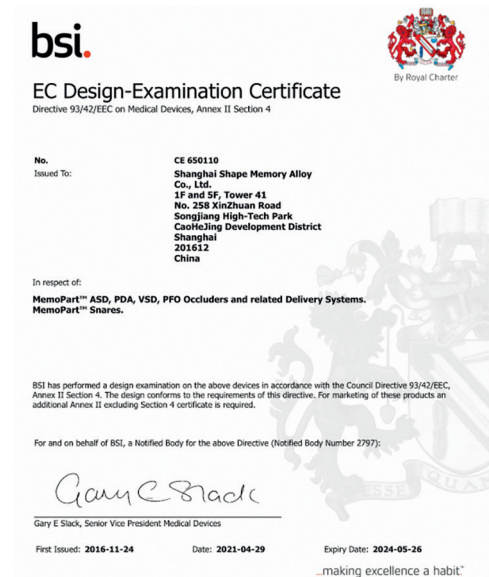 bsi.
By Royal Charter
EC Design-Examination Certificate
Directive 93/42/EEC on Medical Devices, Annex II Section 4
No. CE 650110
Issued To: Shanghai Shape Memory Alloy
Co., Ltd.
1F and 5F, Tower 41
No. 258 XinZhuan Road
Songjiang High-Tech Park
CaoHeJing Development District
Shanghai
201612
China
In respect of:
MemoPart™ ASD, PDA, VSD, PFO Occluders and related Delivery Systems.
MemoPart™ Snares.
BSI has performed a design examination on the above devices in accordance with the Council Directive 93/42/EEC,
Annex II Section 4. The design conforms to the requirements of this directive. For marketing of these products an
additional Annex II excluding Section 4 certificate is required.
For and on behalf of BSI, a Notified Body for the above Directive (Notified Body Number 2797):
Gary E Slack
Gary E Slack, Senior Vice President Medical Devices
First Issued: 2016-11-24 Date: 2021-04-29 Expiry Date: 2024-05-26
...making excellence a habit.™